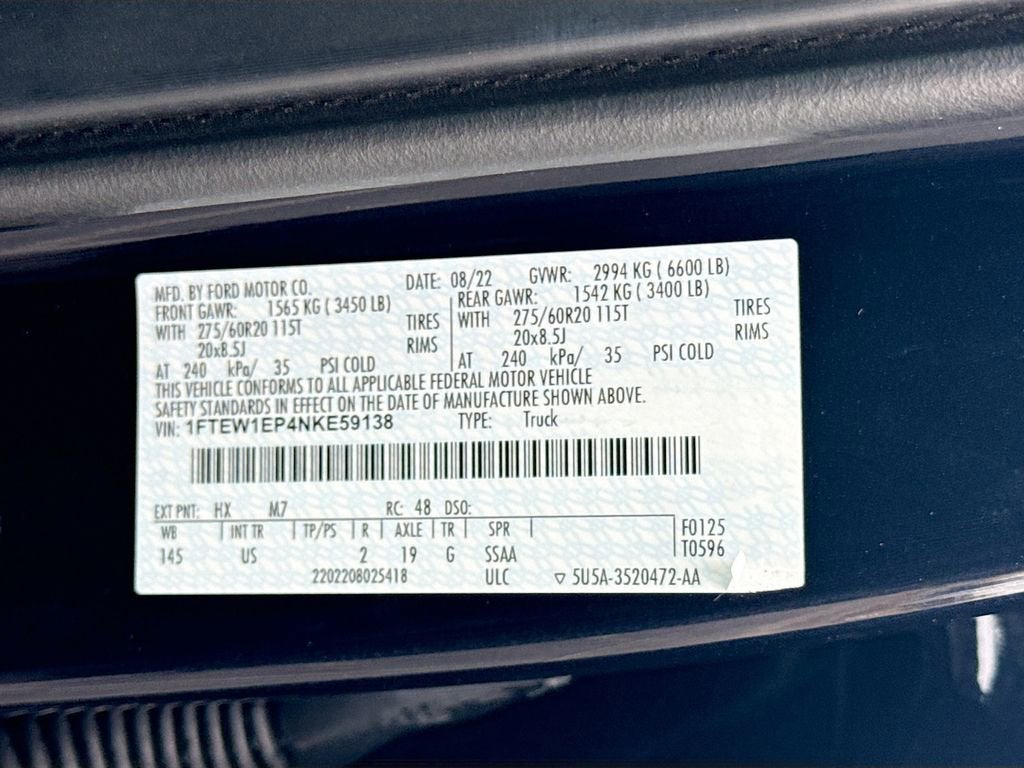 MFD. BY FORD MOTOR CO. DATE: 08/22 GVWR: 2994 KG ( 6600 LB)
FRONT GAWR: 1565 KG ( 3450 LB) REAR GAWR: 1542 KG ( 3400 LB)
WITH 275/60R20 115T TIRES WITH 275/60R20 115T TIRES
20x8.5J RIMS 20x8.5J RIMS
AT 240 kPa/ 35 PSI COLD AT 240 kPa/ 35 PSI COLD
THIS VEHICLE CONFORMS TO ALL APPLICABLE FEDERAL MOTOR VEHICLE
SAFETY STANDARDS IN EFFECT ON THE DATE OF MANUFACTURE SHOWN ABOVE.
VIN: 1FTEW1EP4NKE59138 TYPE: Truck
EXT PNT: HX M7 RC: 48 DSO:
WB INT TR TP/PS R AXLE TR SPR F0125
145 US 2 19 G SSAA T0596
2202208025418 ULC ▽ 5U5A-3520472-AA